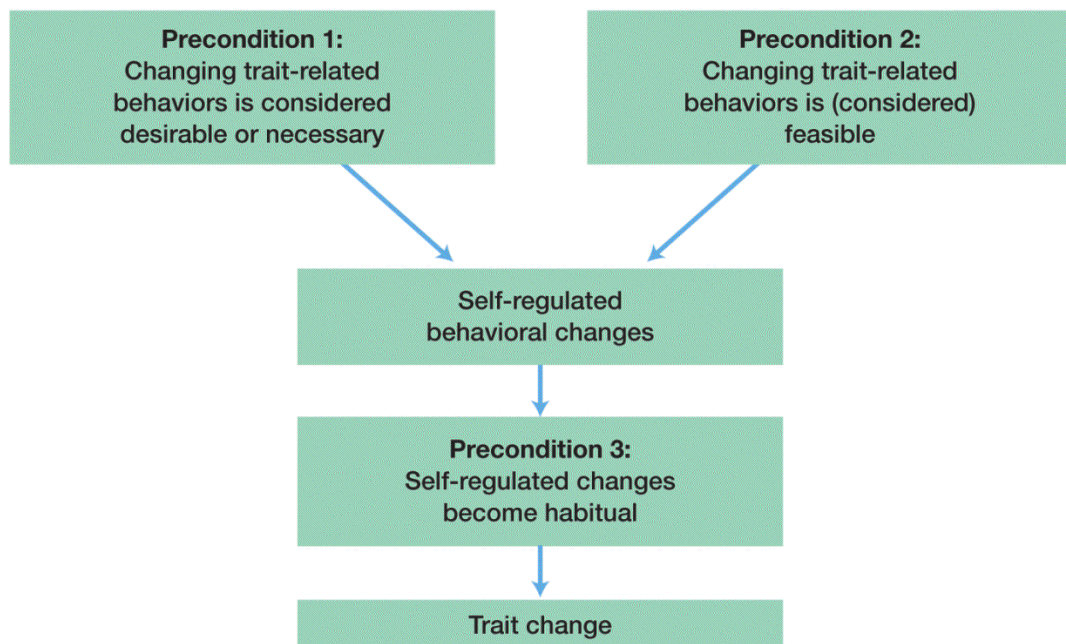 Precondition 1:
Changing trait-related
behaviors is considered
desirable or necessary
Precondition 2:
Changing trait-related
behaviors is (considered)
feasible
Self-regulated
behavioral changes
Precondition 3:
Self-regulated changes
become habitual
Trait change